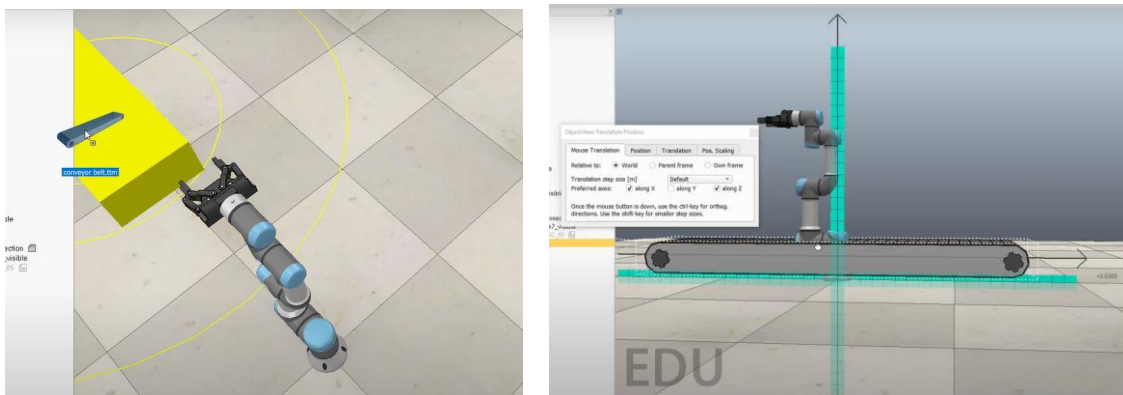 conveyor belt.ttm
ection
_visible
Object/Item Translation/Position
Mouse Translation
Position
Translation
Pos. Scaling
Relative to:
World
Parent frame
Own frame
Translation step size [m]
Default
Preferred axes:
along X
along Y
along Z
Once the mouse button is down, use the ctrl-key for orthog.
directions. Use the shift-key for smaller step sizes.
EDU